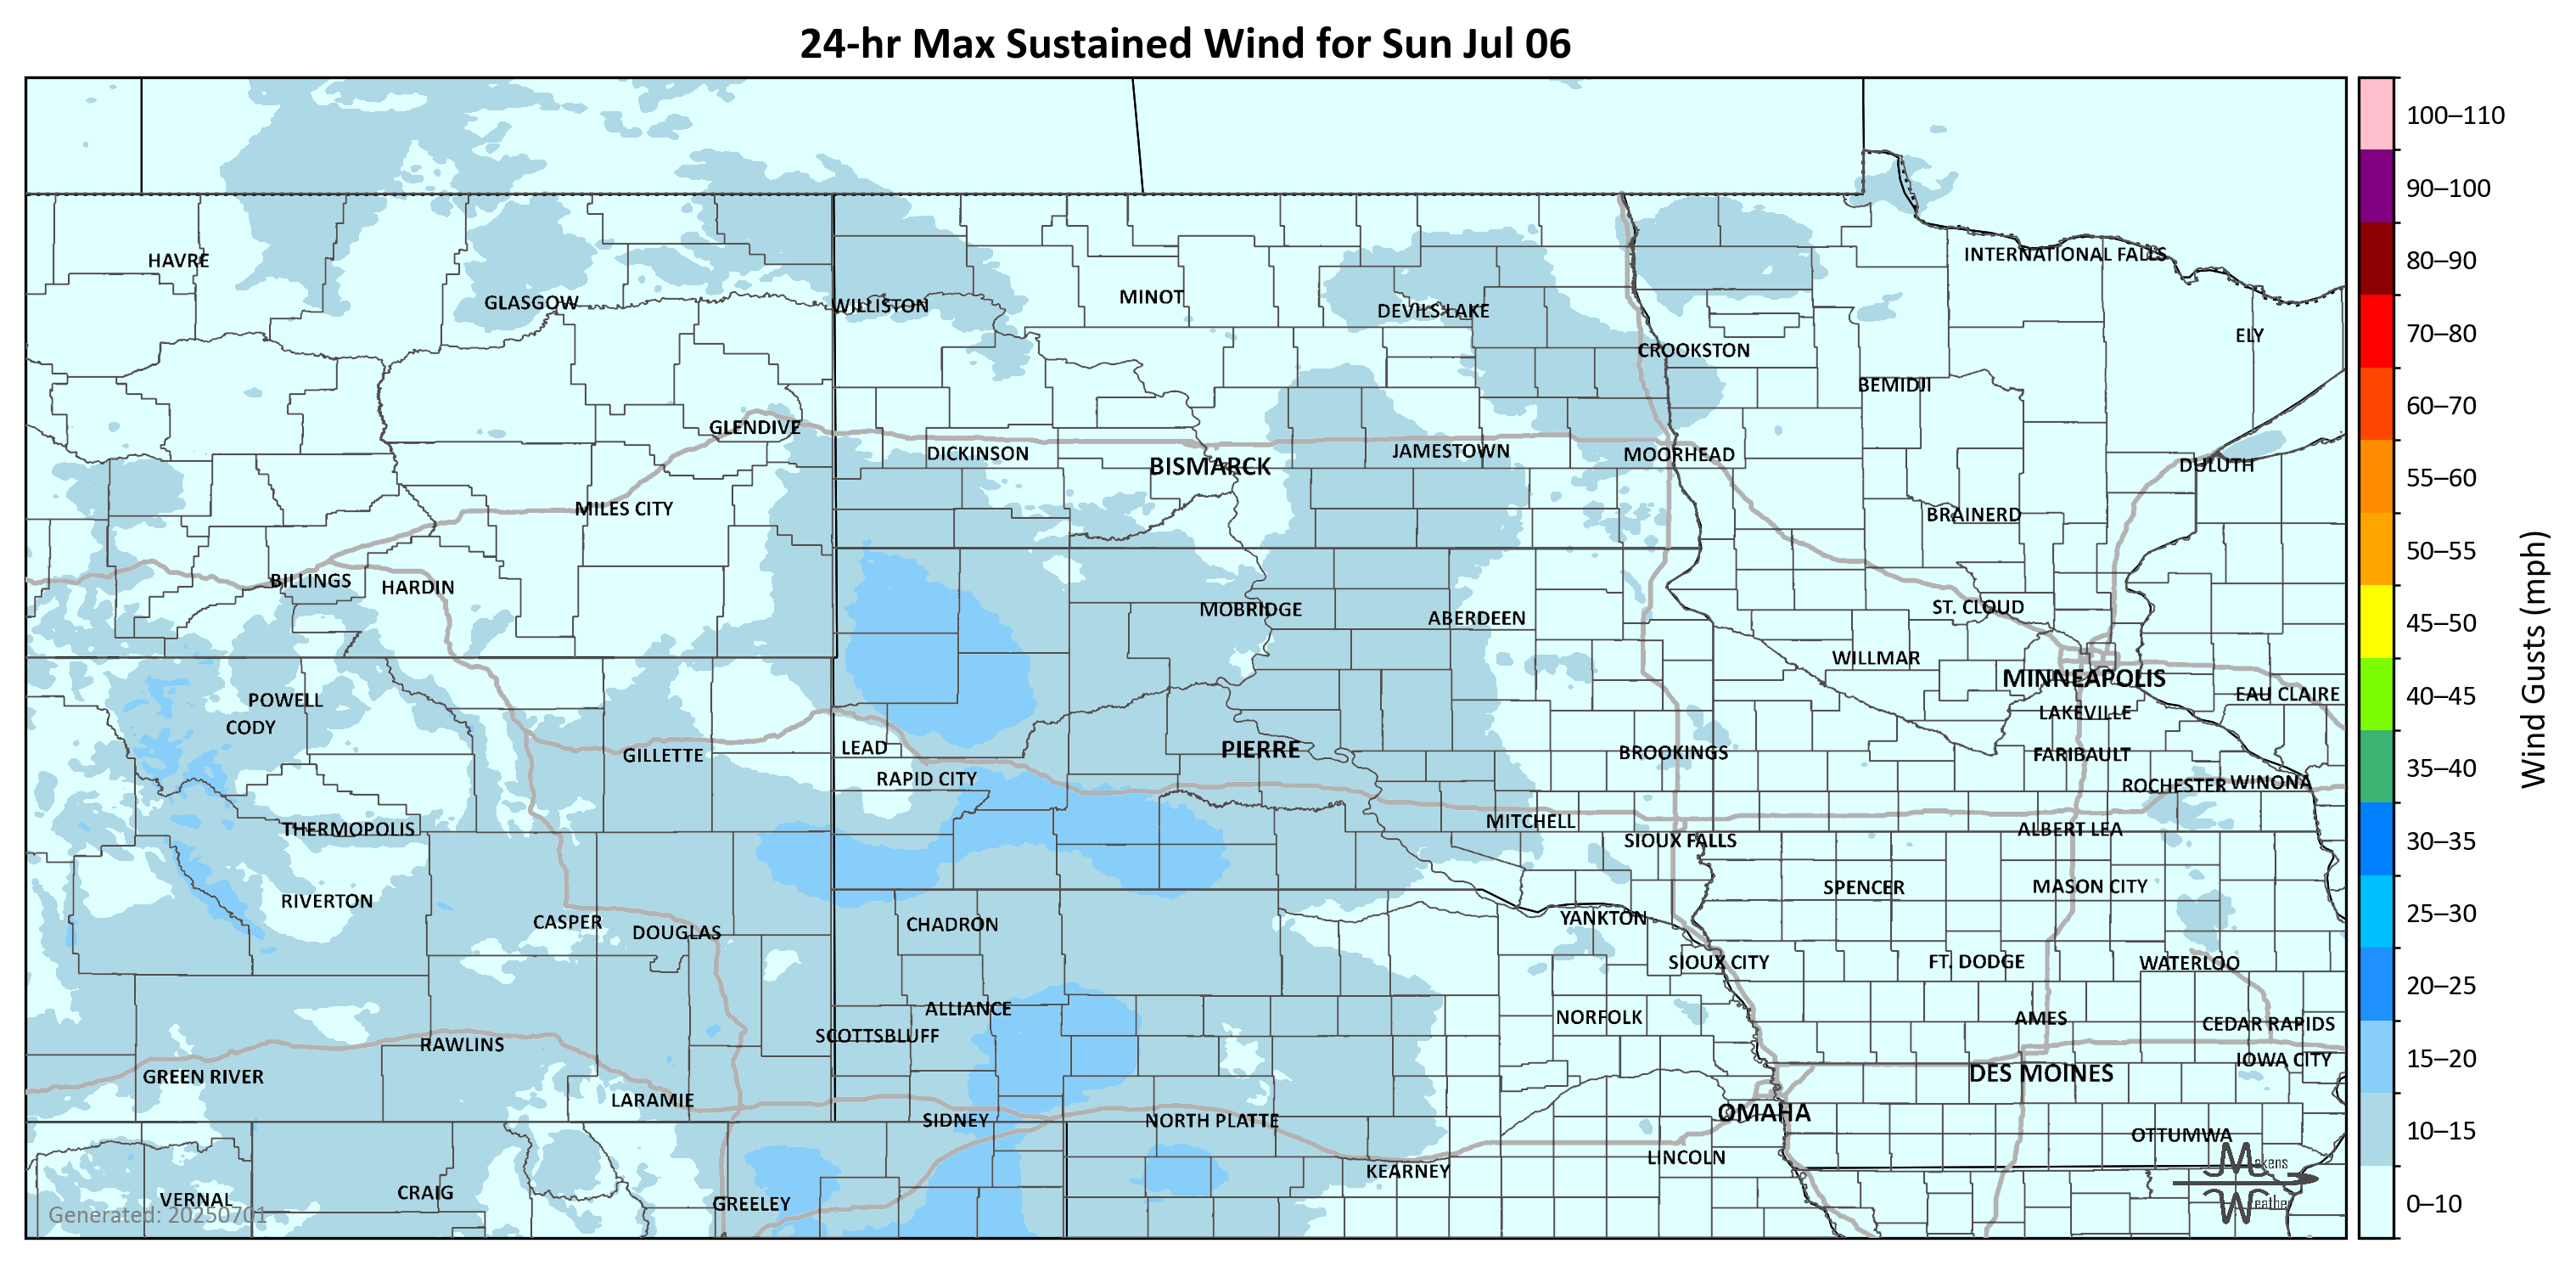 24-hr Max Sustained Wind for Sun Jul 06
100–110
90–100
80–90
70–80
60–70
55–60
50–55
45–50
40–45
35–40
30–35
25–30
20–25
15–20
10–15
0–10
Wind Gusts (mph)
HAVRE
INTERNATIONAL FALLS
GLASGOW
WILLISTON
MINOT
DEVILS LAKE
ELY
CROOKSTON
BEMIDJI
GLENDIVE
DICKINSON
BISMARCK
JAMESTOWN
MOORHEAD
DULUTH
MILES CITY
BRAINERD
BILLINGS
HARDIN
MOBRIDGE
ABERDEEN
ST. CLOUD
WILLMAR
MINNEAPOLIS
EAU CLAIRE
POWELL
CODY
LAKEVILLE
GILLETTE
LEAD
PIERRE
BROOKINGS
FARIBAULT
RAPID CITY
ROCHESTER
WINONA
THERMOPOLIS
MITCHELL
ALBERT LEA
SIOUX FALLS
RIVERTON
SPENCER
MASON CITY
CASPER
DOUGLAS
CHADRON
YANKTON
SIOUX CITY
FT. DODGE
WATERLOO
ALLIANCE
NORFOLK
AMES
CEDAR RAPIDS
SCOTTSBLUFF
RAWLINS
IOWA CITY
GREEN RIVER
DES MOINES
LARAMIE
SIDNEY
NORTH PLATTE
OMAHA
OTTUMWA
KEARNEY
LINCOLN
VERNAL
CRAIG
GREELEY
Generated: 20250701
Makens
Weather